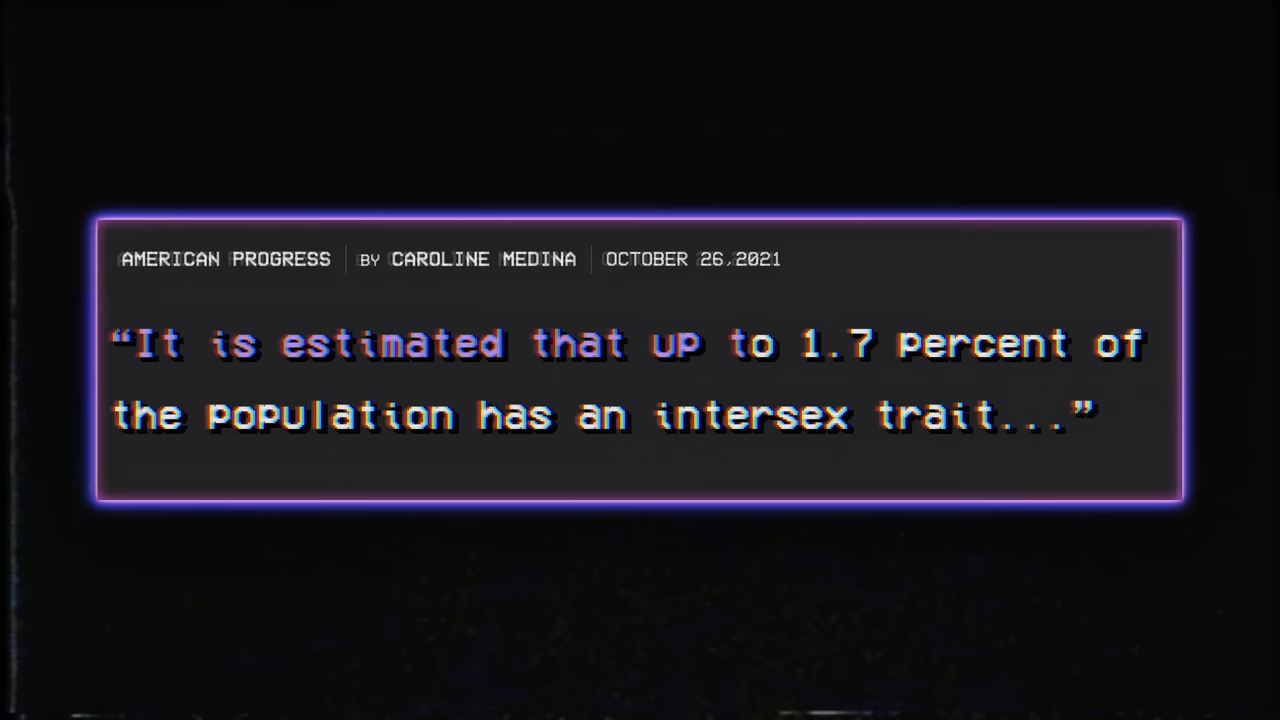 AMERICAN PROGRESS | BY CAROLINE MEDINA | OCTOBER 26,2021
“It is estimated that up to 1.7 percent of
the population has an intersex trait...”